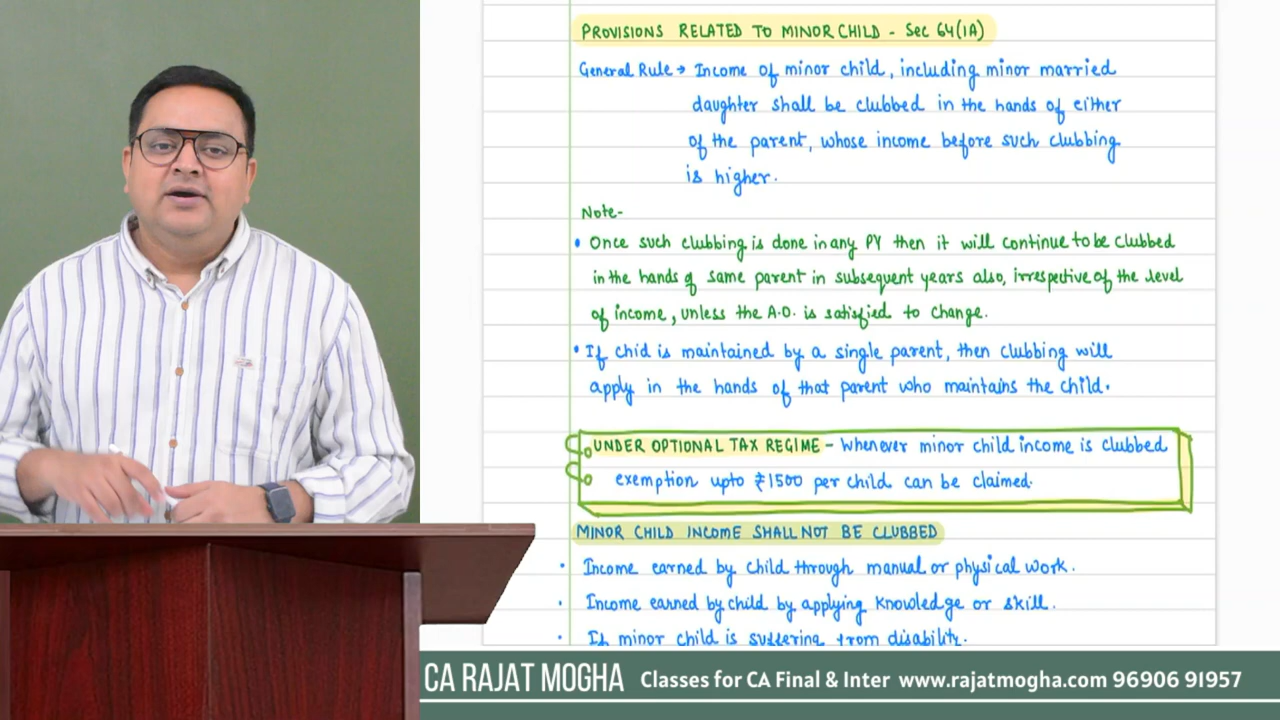 PROVISIONS RELATED TO MINOR CHILD - Sec 64(1A)
General Rule → Income of minor child, including minor married
daughter shall be clubbed in the hands of either
of the parent, whose income before such clubbing
is higher.
Note-
• Once such clubbing is done in any PY then it will continue to be clubbed
in the hands of same parent in subsequent years also, irrespective of the level
of income, unless the A.O. is satisfied to change.
• If chid is maintained by a single parent, then clubbing will
apply in the hands of that parent who maintains the child.
UNDER OPTIONAL TAX REGIME - Whenever minor child income is clubbed
exemption upto ₹1500 per child can be claimed.
MINOR CHILD INCOME SHALL NOT BE CLUBBED
• Income earned by child through manual or physical work.
• Income earned by child by applying knowledge or skill.
• If minor child is suffering from disability.
CA RAJAT MOGHA Classes for CA Final & Inter www.rajatmogha.com 96906 91957